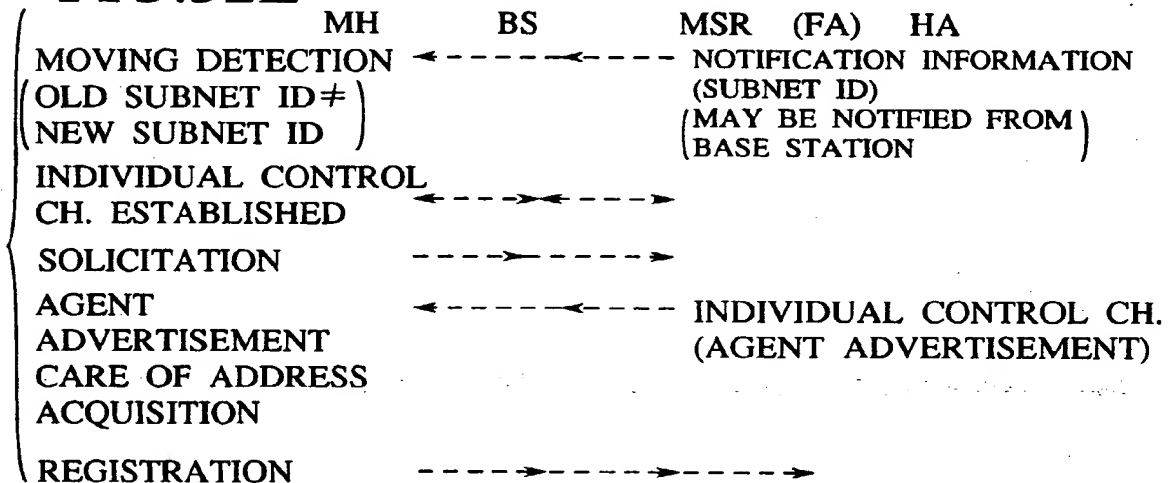 MH BS MSR (FA) HA
MOVING DETECTION NOTIFICATION INFORMATION
(OLD SUBNET ID≠ (SUBNET ID)
NEW SUBNET ID) (MAY BE NOTIFIED FROM
BASE STATION)
INDIVIDUAL CONTROL
CH. ESTABLISHED
SOLICITATION
AGENT INDIVIDUAL CONTROL CH.
ADVERTISEMENT (AGENT ADVERTISEMENT)
CARE OF ADDRESS
ACQUISITION
REGISTRATION